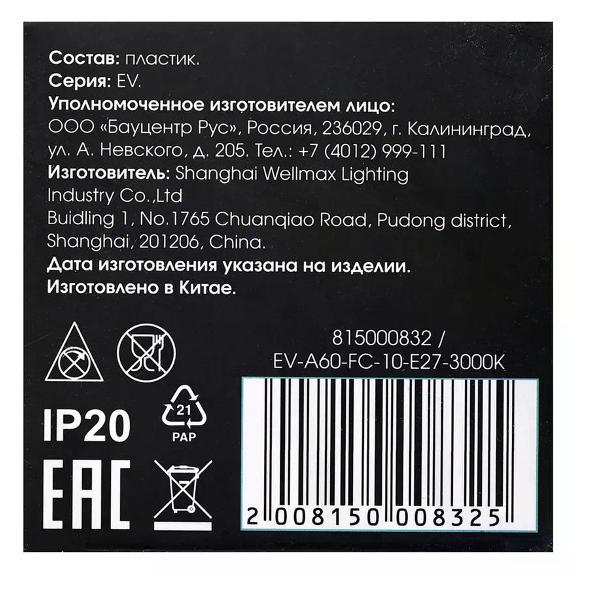 Состав: пластик.
Серия: EV.
Уполномоченное изготовителем лицо:
ООО «Бауцентр Рус», Россия, 236029, г. Калининград,
ул. А. Невского, д. 205. Тел.: +7 (4012) 999-111
Изготовитель: Shanghai Wellmax Lighting
Industry Co.,Ltd
Buidling 1, No.1765 Chuanqiao Road, Pudong district,
Shanghai, 201206, China.
Дата изготовления указана на изделии.
Изготовлено в Китае.
815000832 /
EV-A60-FC-10-E27-3000K
21
PAP
IP20
EAC
2 008150 008325